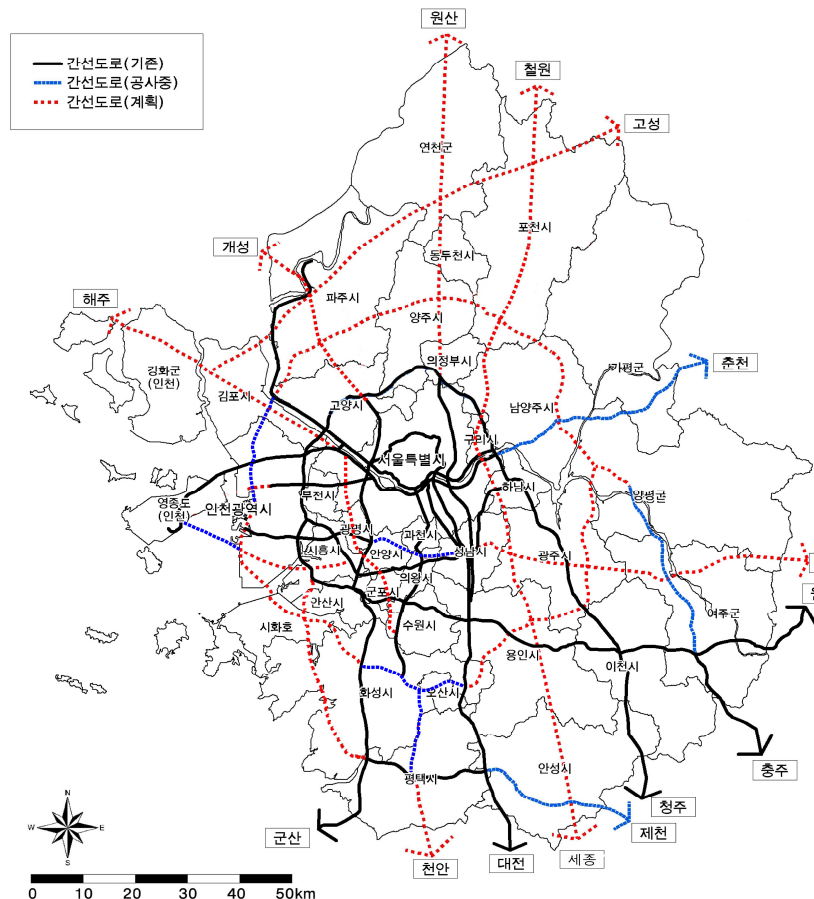 원산
간선도로(기존)
간선도로(공사중)
간선도로(계획)
철원
고성
연천군
포천시
개성
동두천시
해주
파주시
양주시
강화군
(인천)
의정부시
가평군
춘천
김포시
고양시
남양주시
구리시
서울특별시
부천시
하남시
양평군
영종도
(인천)
인천광역시
광명시
과천시
시흥시
안양시
성남시
광주시
의왕시
군포시
안산시
여주군
시화호
수원시
용인시
이천시
화성시
오산시
평택시
안성시
충주
청주
군산
제천
천안
대전
세종
N
W
E
S
0 10 20 30 40 50km